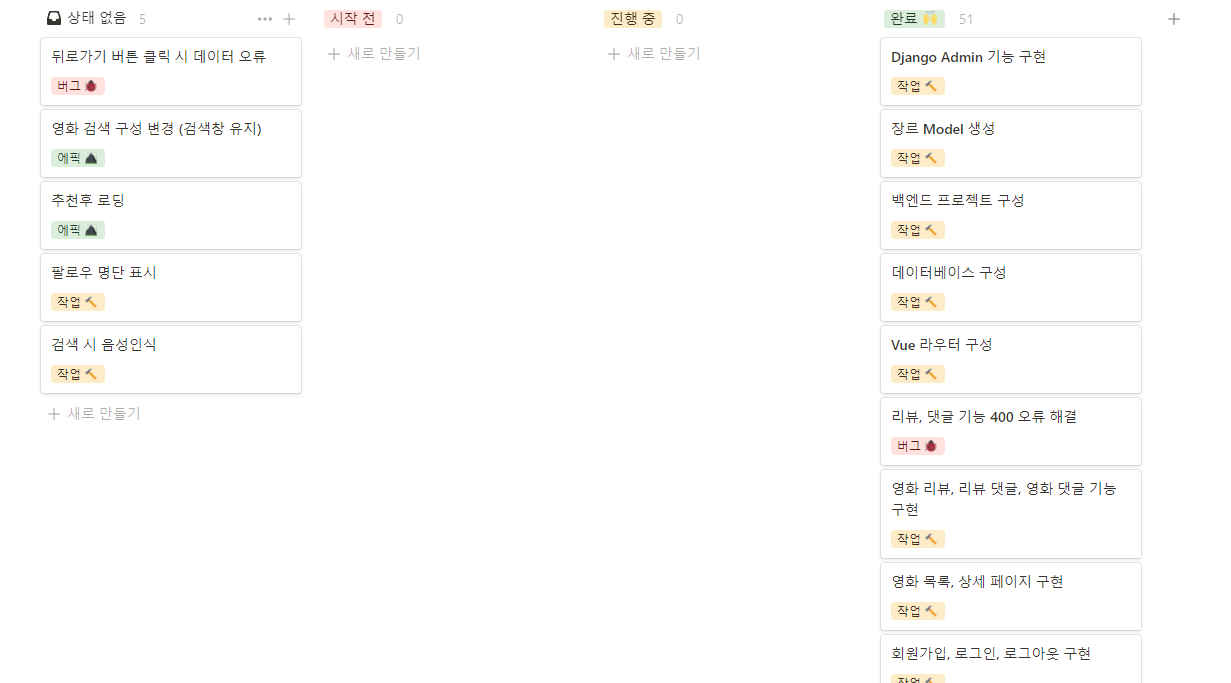 상태 없음 5
뒤로가기 버튼 클릭 시 데이터 오류
버그
영화 검색 구성 변경 (검색창 유지)
에픽
추천후 로딩
에픽
팔로우 명단 표시
작업
검색 시 음성인식
작업
+ 새로 만들기
시작 전 0
+ 새로 만들기
진행 중 0
+ 새로 만들기
완료 51
Django Admin 기능 구현
작업
장르 Model 생성
작업
백엔드 프로젝트 구성
작업
데이터베이스 구성
작업
Vue 라우터 구성
작업
리뷰, 댓글 기능 400 오류 해결
버그
영화 리뷰, 리뷰 댓글, 영화 댓글 기능
구현
작업
영화 목록, 상세 페이지 구현
작업
회원가입, 로그인, 로그아웃 구현
작업